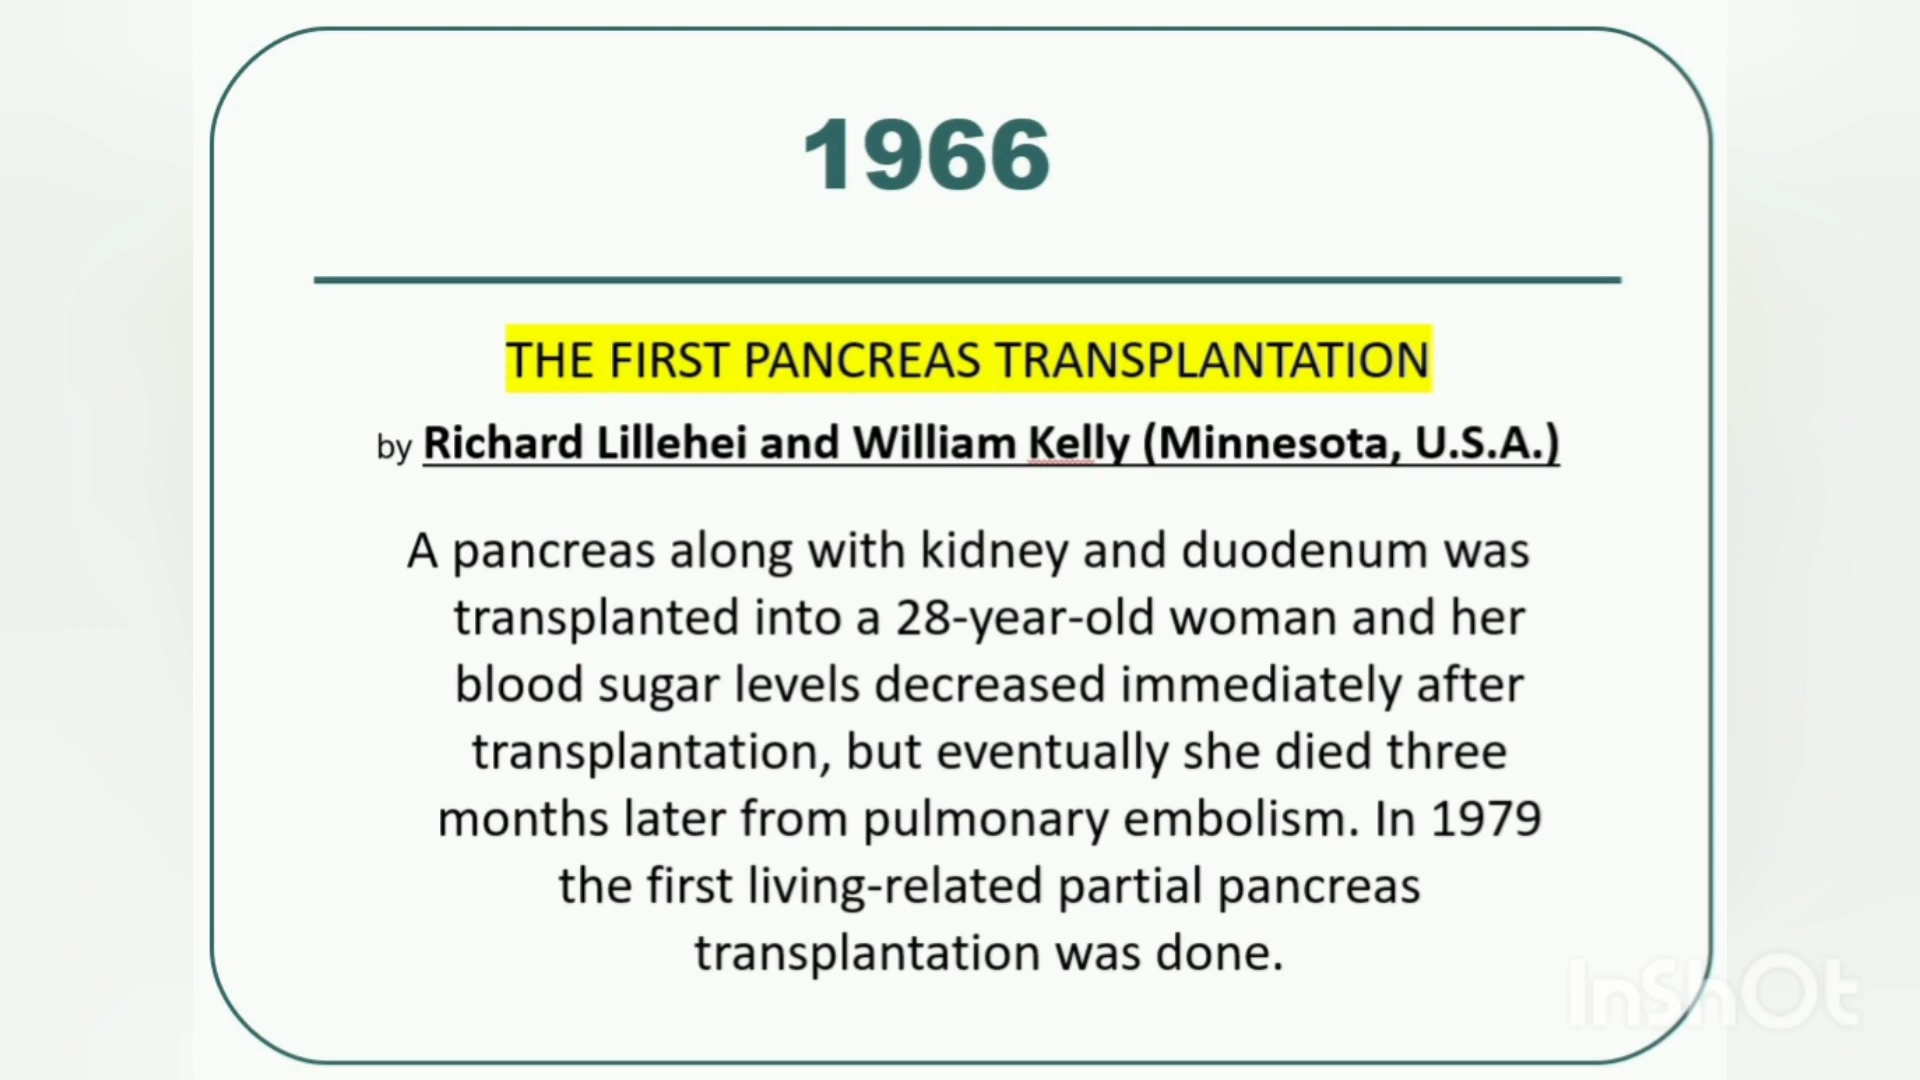 1966
THE FIRST PANCREAS TRANSPLANTATION
by Richard Lillehei and William Kelly (Minnesota, U.S.A.)
A pancreas along with kidney and duodenum was
transplanted into a 28-year-old woman and her
blood sugar levels decreased immediately after
transplantation, but eventually she died three
months later from pulmonary embolism. In 1979
the first living-related partial pancreas
transplantation was done.
InShOt